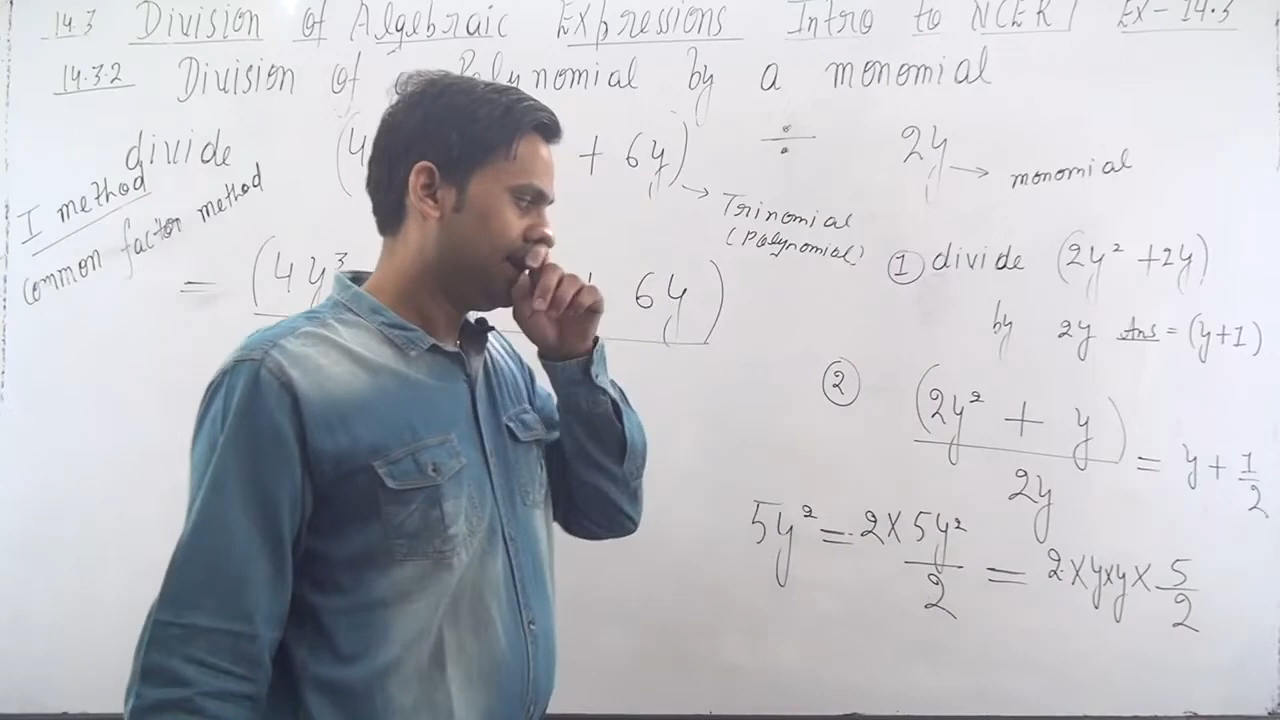 14.3 Division of Algebraic Expressions Intro to NCERT Ex-14.3
14.3.2 Division of a Polynomial by a monomial
divide (4 + 6y) ÷ 2y → monomial
→ Trinomial
(Polynomial)
I method
common factor method
= (4y³ 6y)
① divide (2y² + 2y)
by 2y Ans = (y+1)
② (2y² + y)
2y
= y + 1/2
5y² = 2 × 5y²/2 = 2 × y × y × 5/2